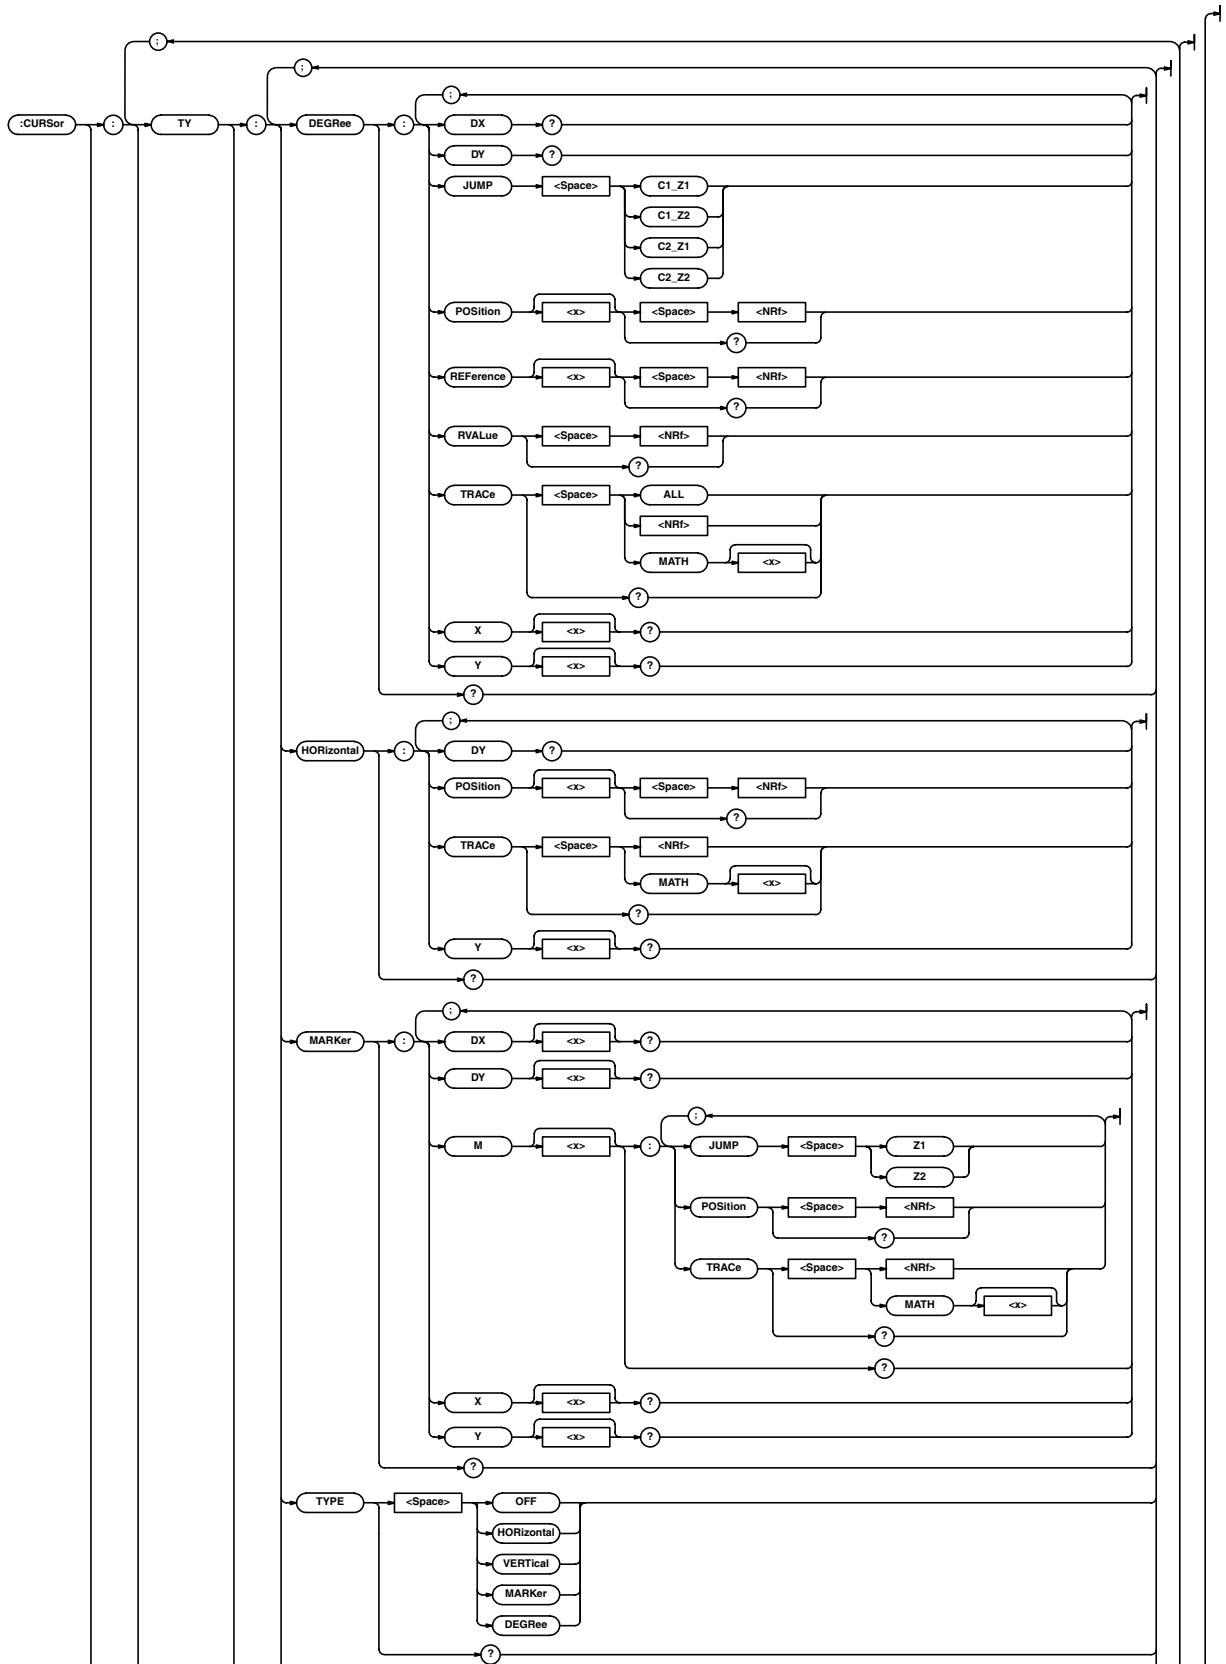 ;
;
;
:CURSor : TY : DEGRee : DX ?
DY ?
JUMP <Space> C1_Z1
C1_Z2
C2_Z1
C2_Z2
POSition <x> <Space> <NRf>
?
REFerence <x> <Space> <NRf>
?
RVALue <Space> <NRf>
?
TRACe <Space> ALL
<NRf>
MATH <x>
?
X <x> ?
Y <x> ?
?
;
HORizontal : DY ?
POSition <x> <Space> <NRf>
?
TRACe <Space> <NRf>
MATH <x>
?
Y <x> ?
?
;
MARKer : DX <x> ?
DY <x> ?
;
M <x> : JUMP <Space> Z1
Z2
POSition <Space> <NRf>
?
TRACe <Space> <NRf>
MATH <x>
?
?
X <x> ?
Y <x> ?
?
TYPE <Space> OFF
HORizontal
VERTical
MARKer
DEGRee
?